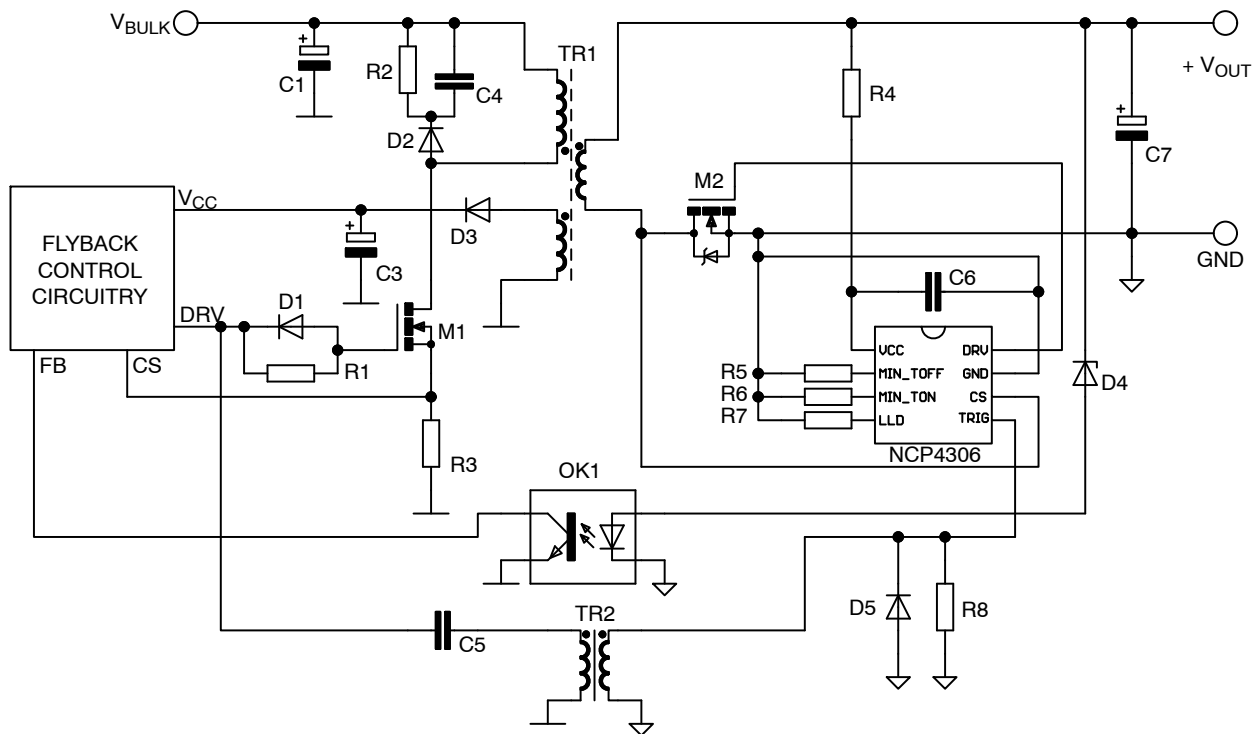 VBULK
+
C1
R2
C4
D2
TR1
+ VOUT
R4
+
C7
M2
GND
VCC
FLYBACK
CONTROL
CIRCUITRY
DRV
FB
CS
+
C3
D3
D1
R1
M1
R3
C6
VCC
DRV
MIN_TOFF
GND
MIN_TON
CS
LLD
TRIG
NCP4306
R5
R6
R7
D4
OK1
D5
R8
C5
TR2